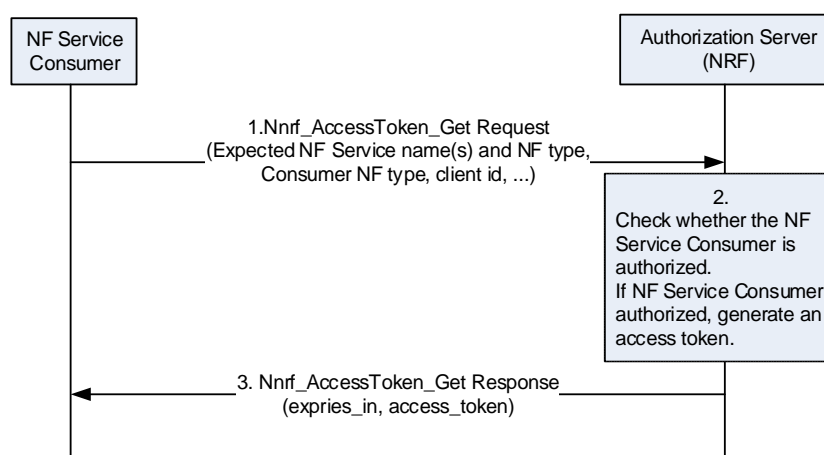 NF Service
Consumer
Authorization Server
(NRF)
1.Nnrf_AccessToken_Get Request
(Expected NF Service name(s) and NF type,
Consumer NF type, client id, ...)
2.
Check whether the NF
Service Consumer is
authorized.
If NF Service Consumer
authorized, generate an
access token.
3. Nnrf_AccessToken_Get Response
(expries_in, access_token)